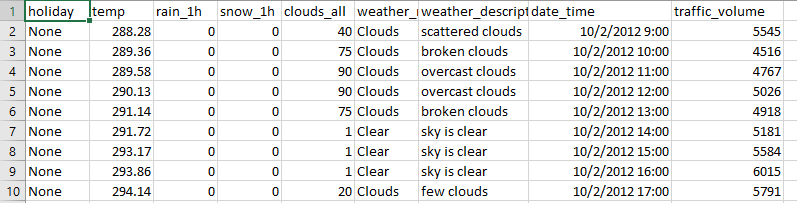 1 holiday temp rain_1h snow_1h clouds_all weather_ weather_descript date_time traffic_volume
2 None 288.28 0 0 40 Clouds scattered clouds 10/2/2012 9:00 5545
3 None 289.36 0 0 75 Clouds broken clouds 10/2/2012 10:00 4516
4 None 289.58 0 0 90 Clouds overcast clouds 10/2/2012 11:00 4767
5 None 290.13 0 0 90 Clouds overcast clouds 10/2/2012 12:00 5026
6 None 291.14 0 0 75 Clouds broken clouds 10/2/2012 13:00 4918
7 None 291.72 0 0 1 Clear sky is clear 10/2/2012 14:00 5181
8 None 293.17 0 0 1 Clear sky is clear 10/2/2012 15:00 5584
9 None 293.86 0 0 1 Clear sky is clear 10/2/2012 16:00 6015
10 None 294.14 0 0 20 Clouds few clouds 10/2/2012 17:00 5791